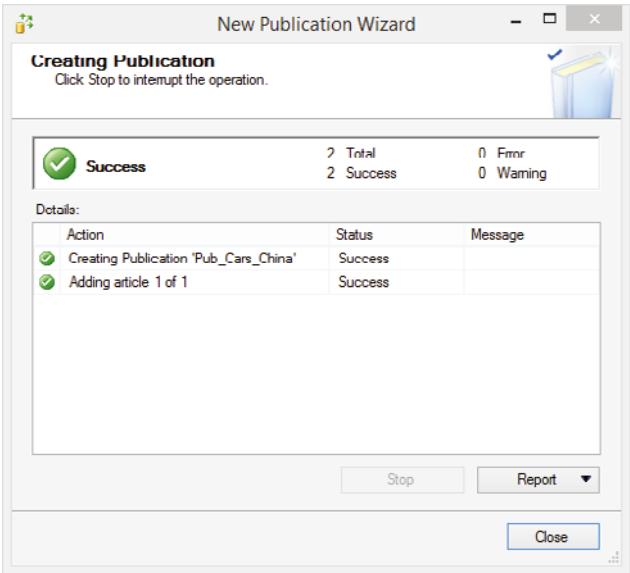 New Publication Wizard
Creating Publication
Click Stop to interrupt the operation.
Success
2 Total 0 Error
2 Success 0 Warning
Details:
Action Status Message
Creating Publication 'Pub_Cars_China' Success
Adding article 1 of 1 Success
Stop Report
Close